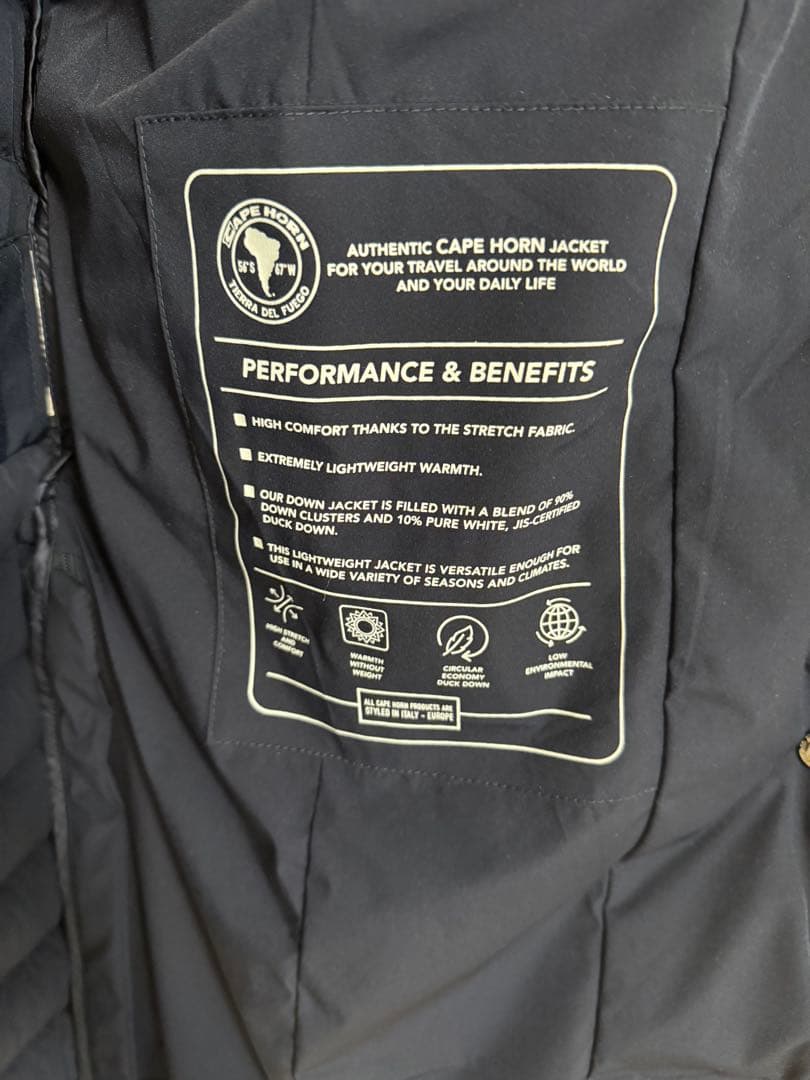 CAPE HORN
56°S 67°W
TIERRA DEL FUEGO
AUTHENTIC CAPE HORN JACKET
FOR YOUR TRAVEL AROUND THE WORLD
AND YOUR DAILY LIFE
PERFORMANCE & BENEFITS
HIGH COMFORT THANKS TO THE STRETCH FABRIC.
EXTREMELY LIGHTWEIGHT WARMTH.
OUR DOWN JACKET IS FILLED WITH A BLEND OF 90%
DOWN CLUSTERS AND 10% PURE WHITE, JIS-CERTIFIED
DUCK DOWN.
THIS LIGHTWEIGHT JACKET IS VERSATILE ENOUGH FOR
USE IN A WIDE VARIETY OF SEASONS AND CLIMATES.
HIGH STRETCH
AND
COMFORT
WARMTH
WITHOUT
WEIGHT
CIRCULAR
ECONOMY
DUCK DOWN
LOW
ENVIRONMENTAL
IMPACT
ALL CAPE HORN PRODUCTS ARE
STYLED IN ITALY - EUROPE